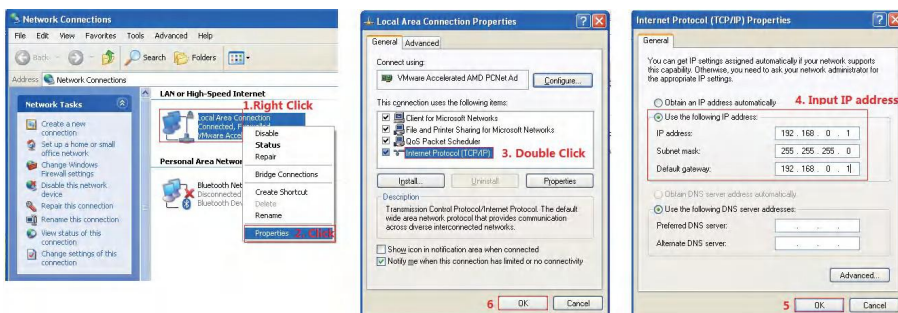 Network Connections
File Edit View Favorites Tools Advanced Help
Back Search Folders
Address Network Connections
Network Tasks
Create a new
connection
Set up a home or small
office network
Change Windows
Firewall settings
Disable this network
device
Repair this connection
Rename this connection
View status of this
connection
Change settings of this
connection
LAN or High-Speed Internet
1.Right Click
Local Area Connection
Connected,
VMware Accel
Disable
Status
Repair
Bridge Connections
Create Shortcut
Delete
Rename
Properties 2. Click
Personal Area Networ
Bluetooth Net
Disconnected
Bluetooth Dev
Local Area Connection Properties
General Advanced
Connect using:
VMware Accelerated AMD PCNet Ad Configure...
This connection uses the following items:
Client for Microsoft Networks
File and Printer Sharing for Microsoft Networks
QoS Packet Scheduler
Internet Protocol (TCP/IP) 3. Double Click
Install... Uninstall Properties
Description
Transmission Control Protocol/Internet Protocol. The default
wide area network protocol that provides communication
across diverse interconnected networks.
Show icon in notification area when connected
Notify me when this connection has limited or no connectivity
6 OK Cancel
Internet Protocol (TCP/IP) Properties
General
You can get IP settings assigned automatically if your network supports
this capability. Otherwise, you need to ask your network administrator for
the appropriate IP settings.
Obtain an IP address automatically 4. Input IP address
Use the following IP address:
IP address: 192 . 168 . 0 . 1
Subnet mask: 255 . 255 . 255 . 0
Default gateway: 192 . 168 . 0 . 1
Obtain DNS server address automatically
Use the following DNS server addresses:
Preferred DNS server: . . .
Alternate DNS server: . . .
Advanced...
5 OK Cancel